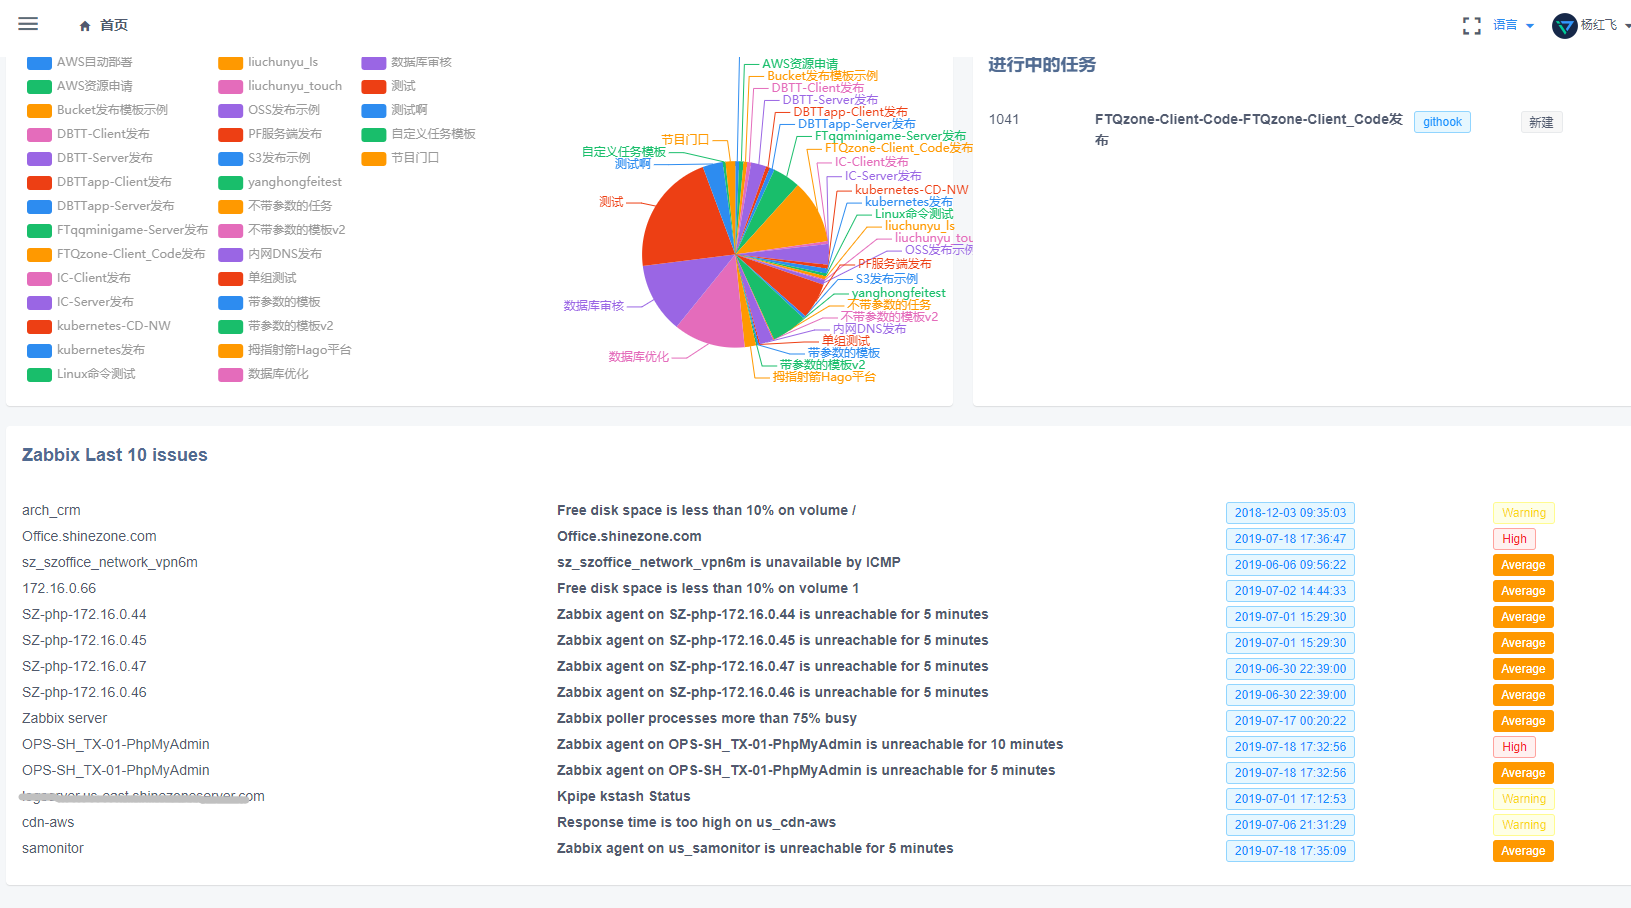 首页
语言
杨红飞
AWS自动部署
AWS资源申请
Bucket发布模板示例
DBTT-Client发布
DBTT-Server发布
DBTTapp-Client发布
DBTTapp-Server发布
FTqqminigame-Server发布
FTQzone-Client_Code发布
IC-Client发布
IC-Server发布
kubernetes-CD-NW
kubernetes发布
Linux命令测试
liuchunyu_ls
liuchunyu_touch
OSS发布示例
PF服务端发布
S3发布示例
yanghongfeitest
不带参数的任务
不带参数的模板v2
内网DNS发布
单组测试
带参数的模板
带参数的模板v2
拇指射箭Hago平台
数据库优化
数据库审核
测试
测试啊
自定义任务模板
节目门口
AWS资源申请
Bucket发布模板示例
DBTT-Client发布
DBTT-Server发布
DBTTapp-Client发布
DBTTapp-Server发布
FTqqminigame-Server发布
FTQzone-Client_Code发布
IC-Client发布
IC-Server发布
kubernetes-CD-NW
kubernetes发布
Linux命令测试
liuchunyu_ls
liuchunyu_tou
OSS发布示例
PF服务端发布
S3发布示例
yanghongfeitest
不带参数的任务
不带参数的模板v2
内网DNS发布
单组测试
带参数的模板
带参数的模板v2
拇指射箭Hago平台
数据库优化
数据库审核
测试
测试啊
自定义任务模板
节目门口
进行中的任务
1041 FTQzone-Client-Code-FTQzone-Client_Code发 githook 新建
布
Zabbix Last 10 issues
arch_crm Free disk space is less than 10% on volume / 2018-12-03 09:35:03 Warning
Office.shinezone.com Office.shinezone.com 2019-07-18 17:36:47 High
sz_szoffice_network_vpn6m sz_szoffice_network_vpn6m is unavailable by ICMP 2019-06-06 09:56:22 Average
172.16.0.66 Free disk space is less than 10% on volume 1 2019-07-02 14:44:33 Average
SZ-php-172.16.0.44 Zabbix agent on SZ-php-172.16.0.44 is unreachable for 5 minutes 2019-07-01 15:29:30 Average
SZ-php-172.16.0.45 Zabbix agent on SZ-php-172.16.0.45 is unreachable for 5 minutes 2019-07-01 15:29:30 Average
SZ-php-172.16.0.47 Zabbix agent on SZ-php-172.16.0.47 is unreachable for 5 minutes 2019-06-30 22:39:00 Average
SZ-php-172.16.0.46 Zabbix agent on SZ-php-172.16.0.46 is unreachable for 5 minutes 2019-06-30 22:39:00 Average
Zabbix server Zabbix poller processes more than 75% busy 2019-07-17 00:20:22 Average
OPS-SH_TX-01-PhpMyAdmin Zabbix agent on OPS-SH_TX-01-PhpMyAdmin is unreachable for 10 minutes 2019-07-18 17:32:56 High
OPS-SH_TX-01-PhpMyAdmin Zabbix agent on OPS-SH_TX-01-PhpMyAdmin is unreachable for 5 minutes 2019-07-18 17:32:56 Average
Kpipe kstash Status 2019-07-01 17:12:53 Warning
cdn-aws Response time is too high on us_cdn-aws 2019-07-06 21:31:29 Warning
samonitor Zabbix agent on us_samonitor is unreachable for 5 minutes 2019-07-18 17:35:09 Average